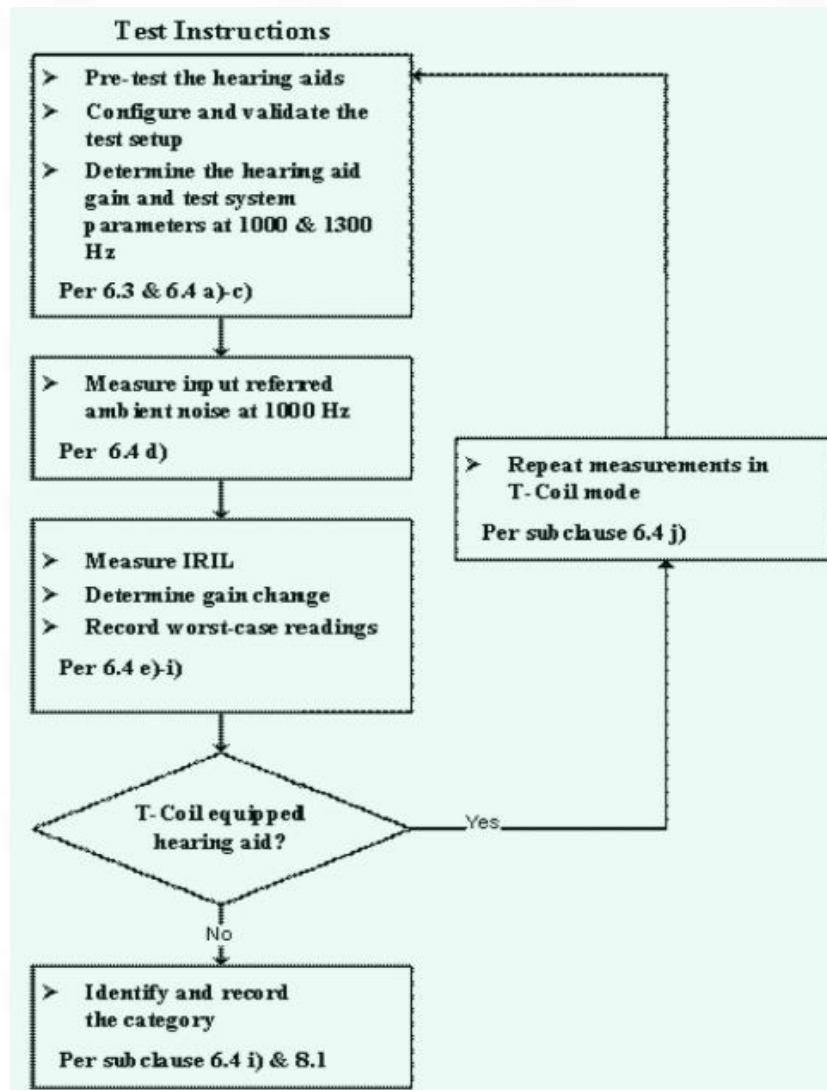 Test Instructions
➢ Pre-test the hearing aids
➢ Configure and validate the
test setup
➢ Determine the hearing aid
gain and test system
parameters at 1000 & 1300
Hz
Per 6.3 & 6.4 a)-c)
➢ Measure input referred
ambient noise at 1000 Hz
Per 6.4 d)
➢ Repeat measurements in
T-Coil mode
Per subclause 6.4 j)
➢ Measure IRIL
➢ Determine gain change
➢ Record worst-case readings
Per 6.4 e)-i)
T-Coil equipped
hearing aid?
Yes
No
➢ Identify and record
the category
Per subclause 6.4 i) & 8.1